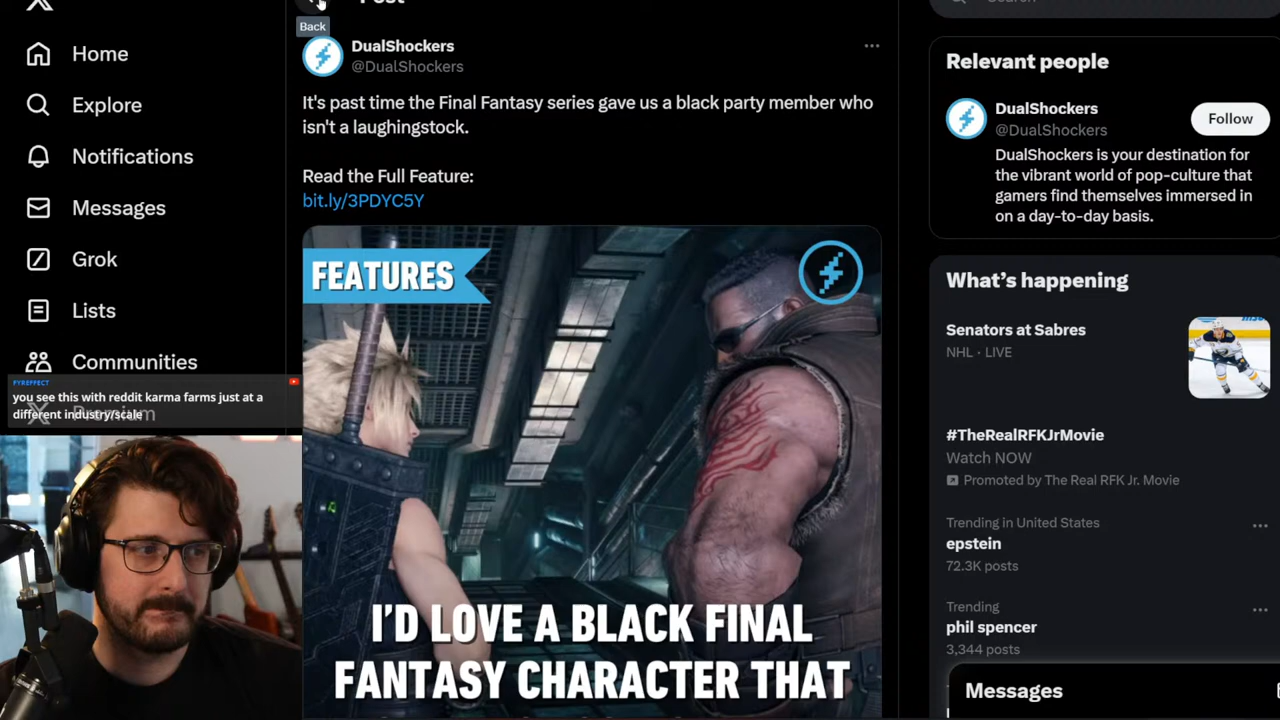 Post
Back
Home
Explore
Notifications
Messages
Grok
Lists
Communities
Premium
FYREFFECT
you see this with reddit karma farms just at a
different industry/scale
DualShockers
@DualShockers
It's past time the Final Fantasy series gave us a black party member who
isn't a laughingstock.
Read the Full Feature:
bit.ly/3PDYC5Y
FEATURES
I'D LOVE A BLACK FINAL
FANTASY CHARACTER THAT
Search
Relevant people
DualShockers
@DualShockers
Follow
DualShockers is your destination for
the vibrant world of pop-culture that
gamers find themselves immersed in
on a day-to-day basis.
What's happening
Senators at Sabres
NHL · LIVE
#TheRealRFKJrMovie
Watch NOW
Promoted by The Real RFK Jr. Movie
Trending in United States
epstein
72.3K posts
Trending
phil spencer
3,344 posts
Messages